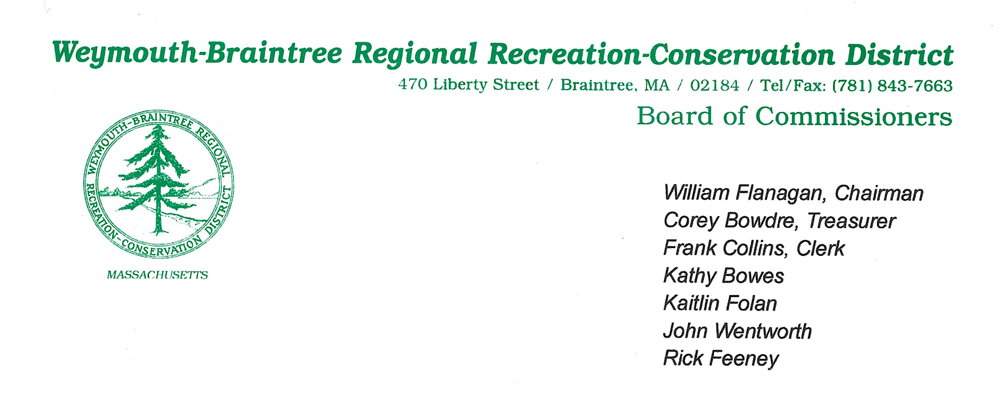 Weymouth-Braintree Regional Recreation-Conservation District
470 Liberty Street / Braintree, MA / 02184 / Tel/Fax: (781) 843-7663
Board of Commissioners
WEYMOUTH-BRAINTREE REGIONAL
RECREATION-CONSERVATION DISTRICT
MASSACHUSETTS
William Flanagan, Chairman
Corey Bowdre, Treasurer
Frank Collins, Clerk
Kathy Bowes
Kaitlin Folan
John Wentworth
Rick Feeney